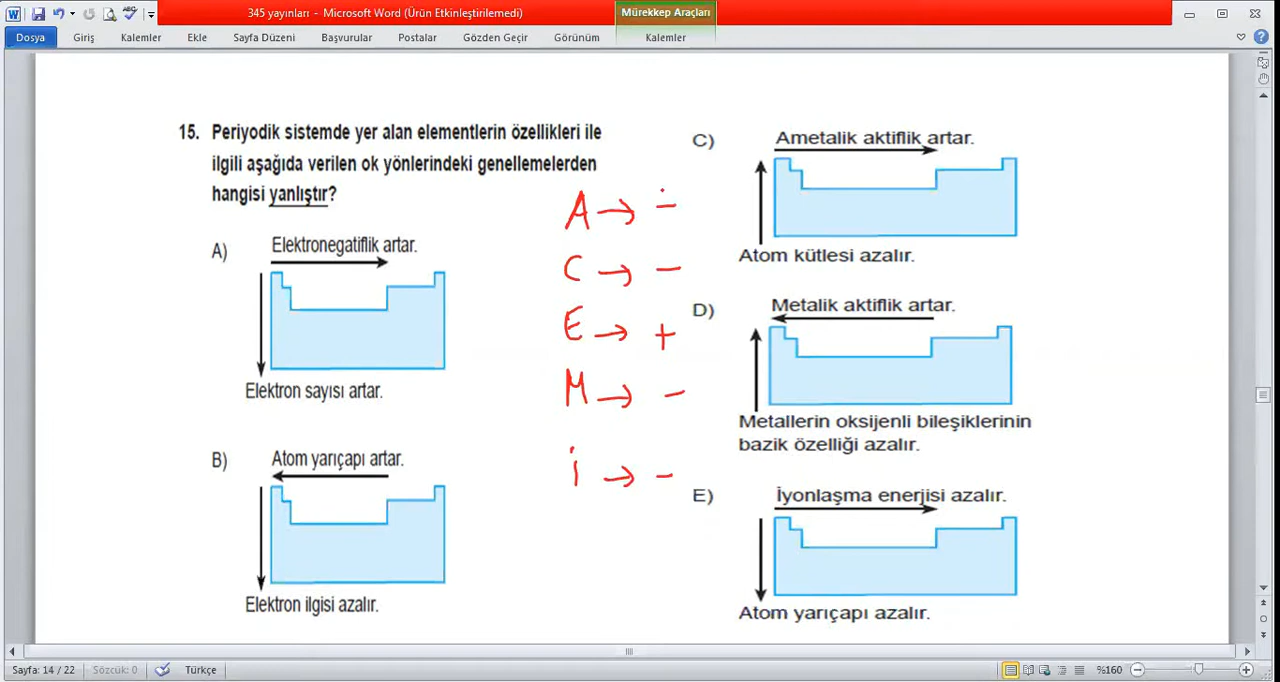 345 yayınları - Microsoft Word (Ürün Etkinleştirilemedi)
Mürekkep Araçları
Dosya Giriş Kalemler Ekle Sayfa Düzeni Başvurular Postalar Gözden Geçir Görünüm Kalemler
15. Periyodik sistemde yer alan elementlerin özellikleri ile
ilgili aşağıda verilen ok yönlerindeki genellemelerden
hangisi yanlıştır?
A) Elektronegatiflik artar.
Elektron sayısı artar.
B) Atom yarıçapı artar.
Elektron ilgisi azalır.
A → -
C → -
E → +
M → -
İ → -
C) Ametalik aktiflik artar.
Atom kütlesi azalır.
D) Metalik aktiflik artar.
Metallerin oksijenli bileşiklerinin
bazik özelliği azalır.
E) İyonlaşma enerjisi azalır.
Atom yarıçapı azalır.
Sayfa: 14 / 22 Sözcük: 0 Türkçe %160